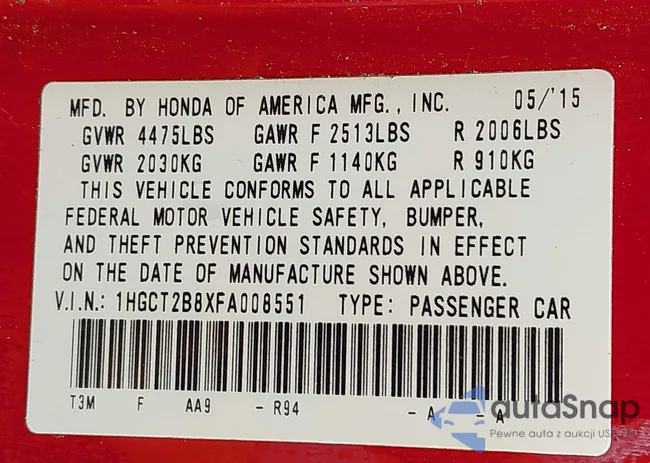 MFD. BY HONDA OF AMERICA MFG., INC. 05/'15
GVWR 4475LBS GAWR F 2513LBS R 2006LBS
GVWR 2030KG GAWR F 1140KG R 910KG
THIS VEHICLE CONFORMS TO ALL APPLICABLE
FEDERAL MOTOR VEHICLE SAFETY, BUMPER,
AND THEFT PREVENTION STANDARDS IN EFFECT
ON THE DATE OF MANUFACTURE SHOWN ABOVE.
V.I.N.: 1HGCT2B8XFA008551 TYPE: PASSENGER CAR
T3M F AA9 - R94 - A - A
autaSnap
Pewne auta z aukcji USA